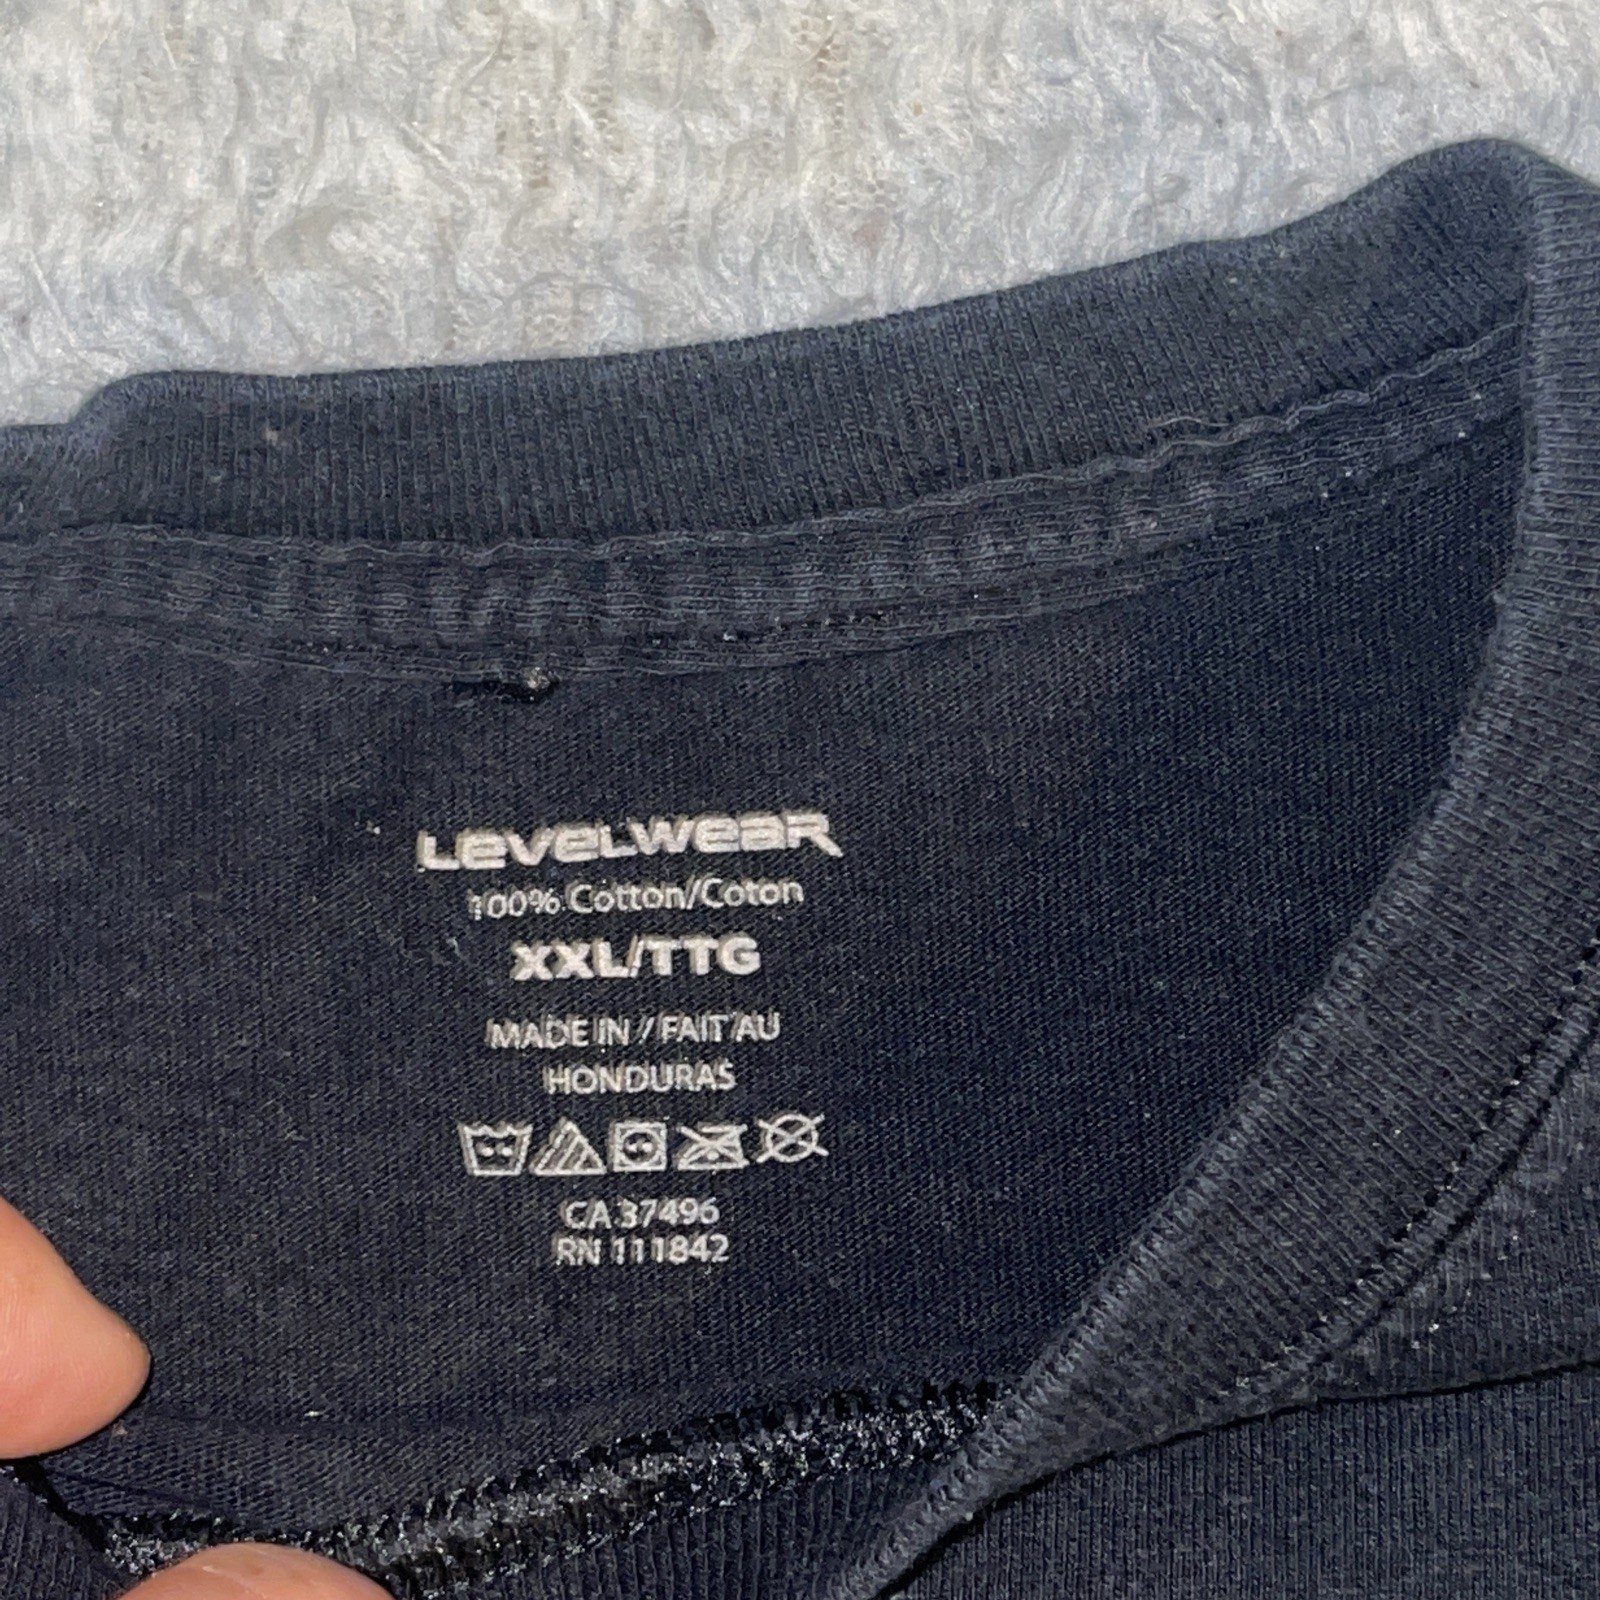 LEVELWEAR
100% Cotton/Coton
XXL/TTG
MADE IN / FAIT AU
HONDURAS
CA 37496
RN 111842